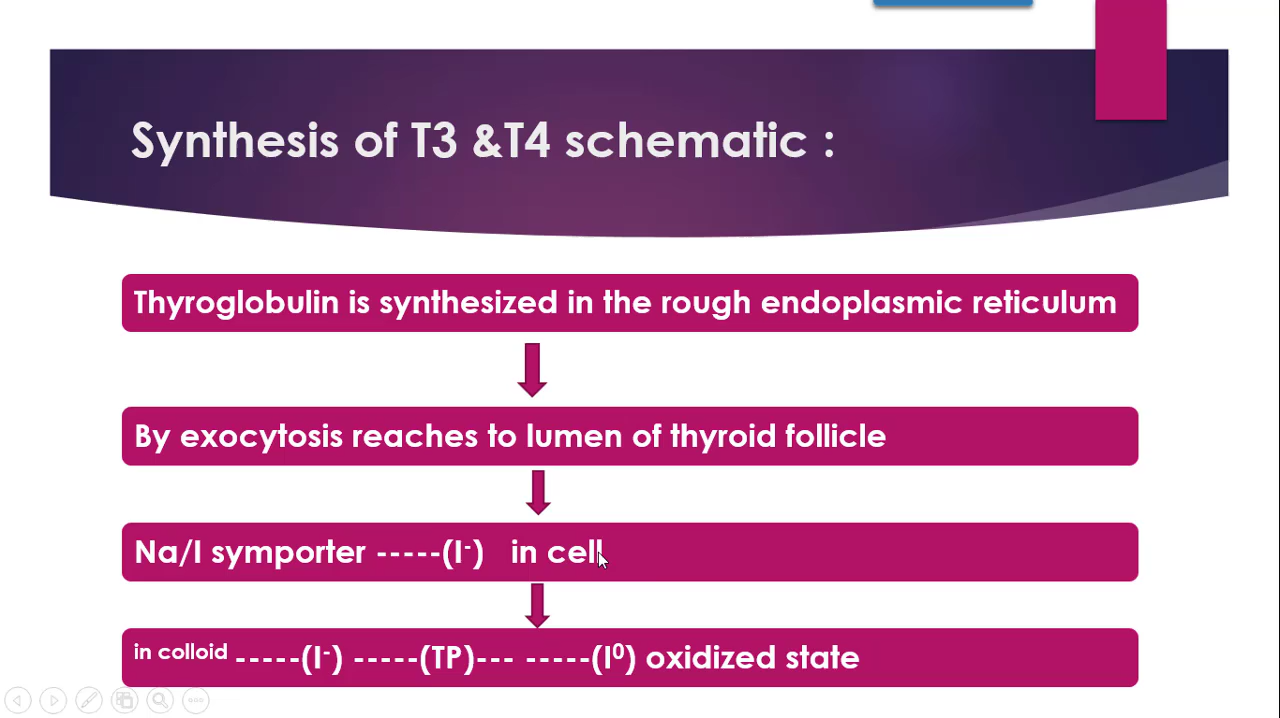 Synthesis of T3 &T4 schematic :
Thyroglobulin is synthesized in the rough endoplasmic reticulum
By exocytosis reaches to lumen of thyroid follicle
Na/I symporter -----(I⁻) in cell
in colloid -----(I⁻) -----(TP)--- -----(I⁰) oxidized state